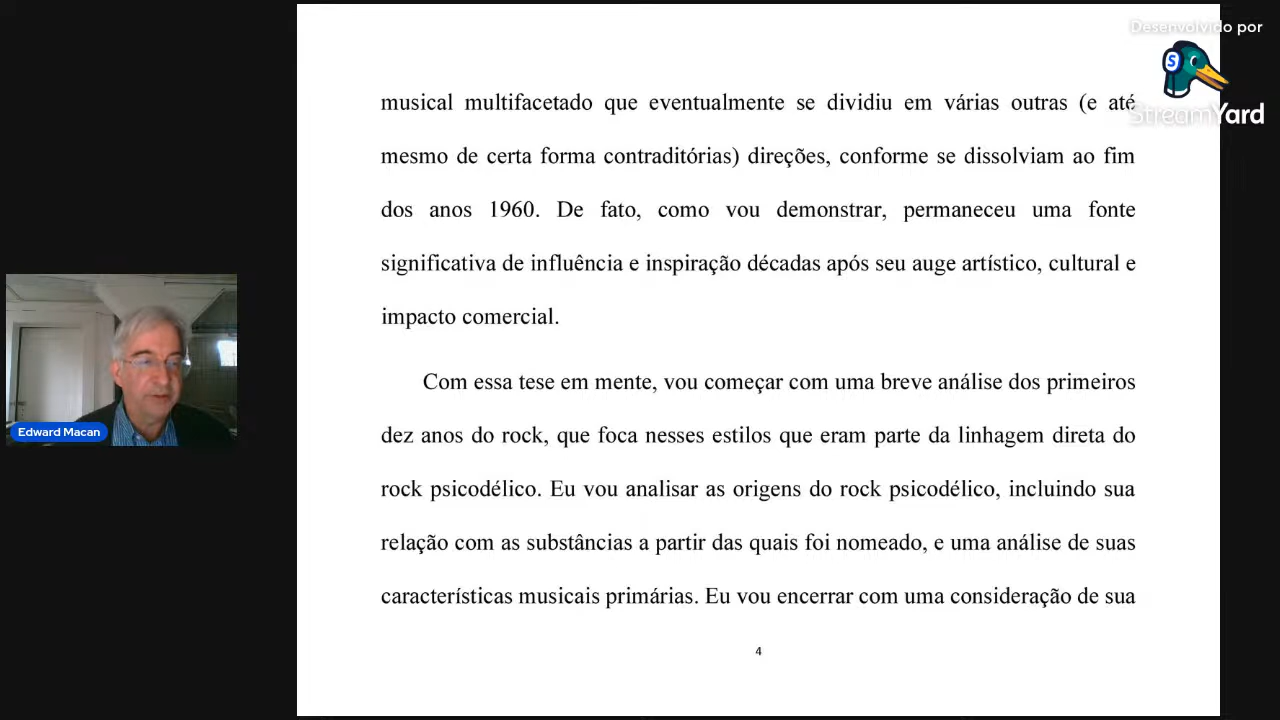 Desenvolvido por
StreamYard
musical multifacetado que eventualmente se dividiu em várias outras (e até
mesmo de certa forma contraditórias) direções, conforme se dissolviam ao fim
dos anos 1960. De fato, como vou demonstrar, permaneceu uma fonte
significativa de influência e inspiração décadas após seu auge artístico, cultural e
impacto comercial.
Com essa tese em mente, vou começar com uma breve análise dos primeiros
dez anos do rock, que foca nesses estilos que eram parte da linhagem direta do
rock psicodélico. Eu vou analisar as origens do rock psicodélico, incluindo sua
relação com as substâncias a partir das quais foi nomeado, e uma análise de suas
características musicais primárias. Eu vou encerrar com uma consideração de sua
4
Edward Macan